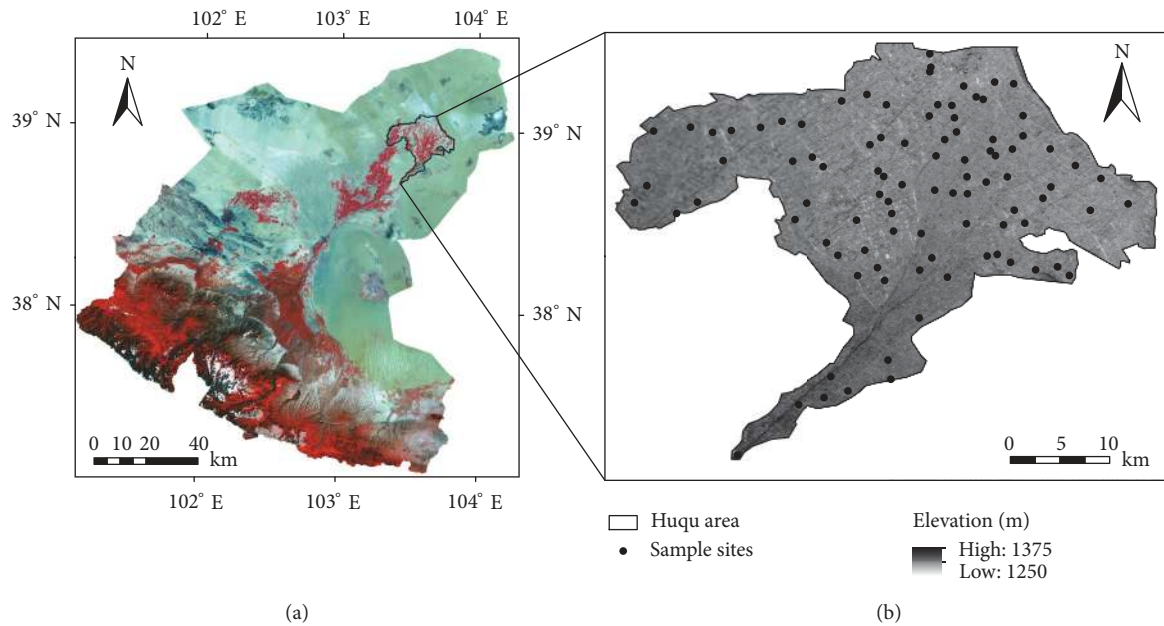 102° E 103° E 104° E
N
39° N
38° N
39° N
38° N
0 10 20 40
km
102° E 103° E 104° E
N
0 5 10
km
Huqu area
Sample sites
Elevation (m)
High: 1375
Low: 1250
(a)
(b)